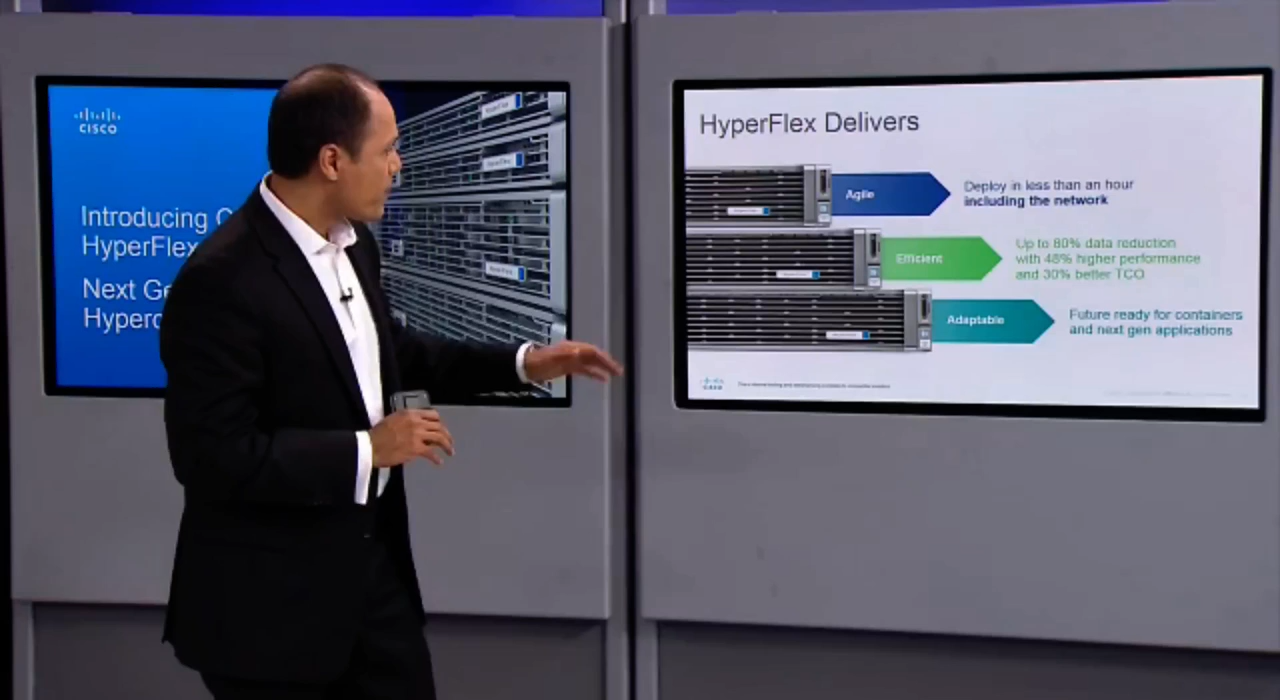 CISCO
Introducing
HyperFlex
Next
HyperFlex Delivers
Agile
Deploy in less than an hour
including the network
Efficient
Up to 80% data reduction
with 48% higher performance
and 30% better TCO
Adaptable
Future ready for containers
and next gen applications
CISCO